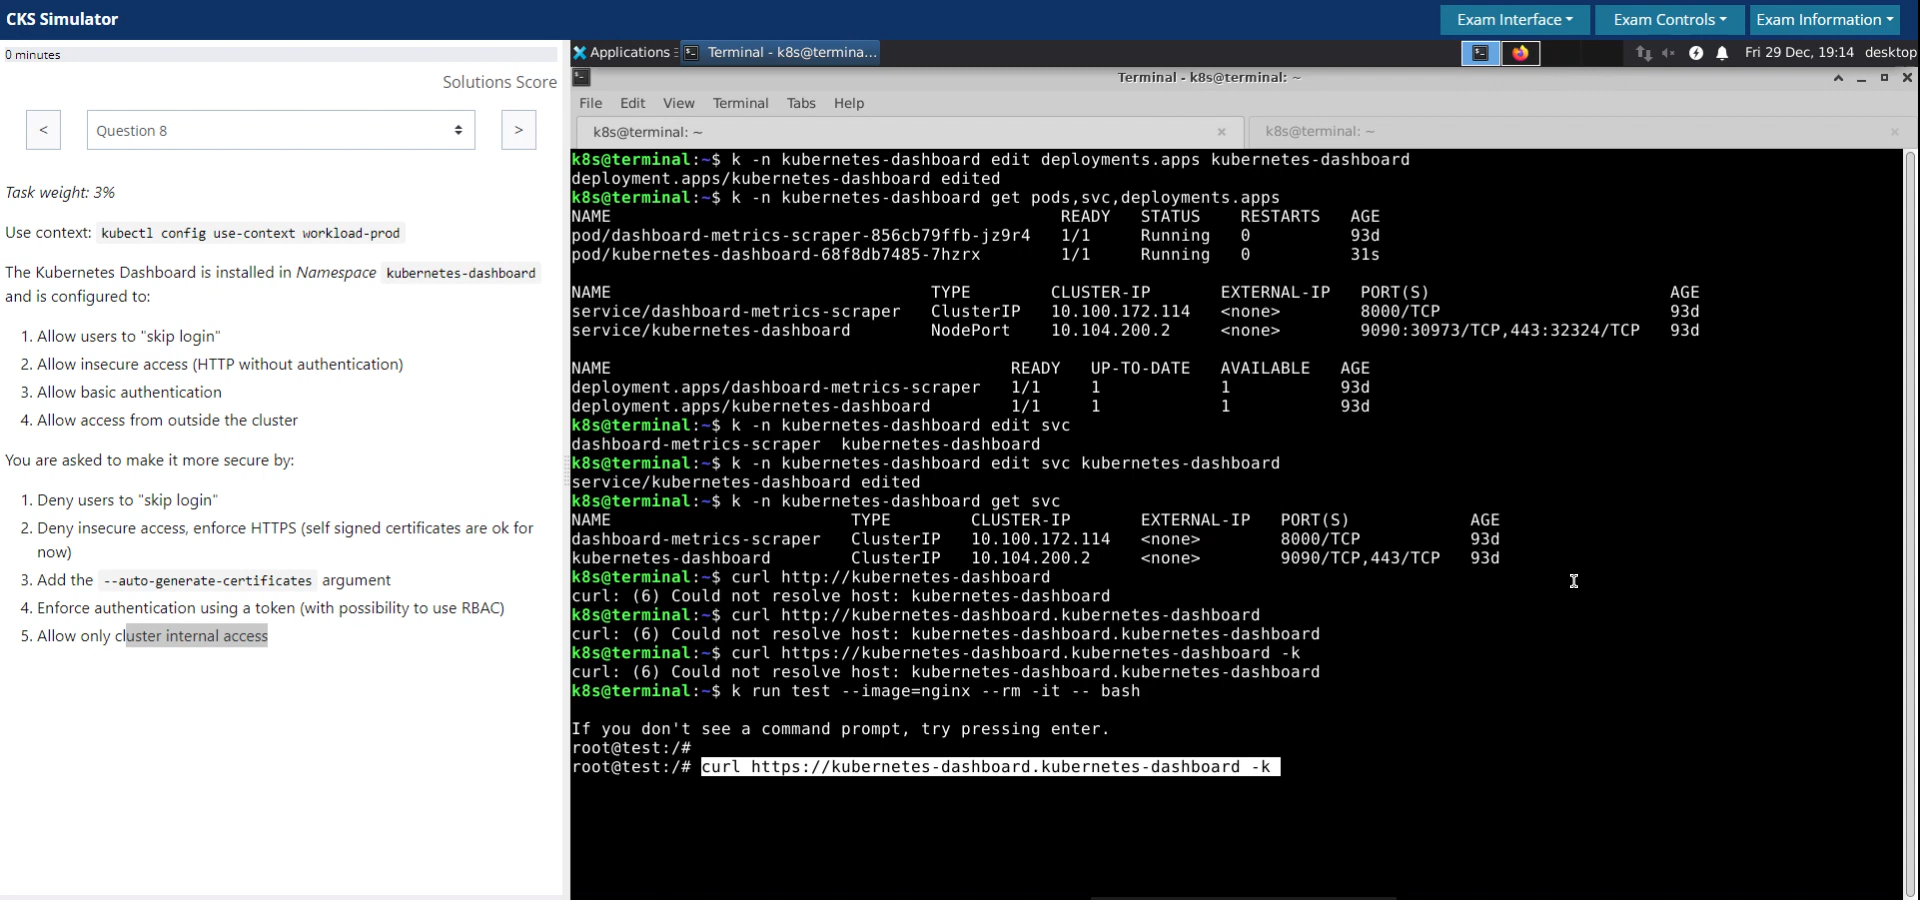 CKS Simulator
Exam Interface
Exam Controls
Exam Information
0 minutes
Solutions Score
<
Question 8
>
Task weight: 3%
Use context: kubectl config use-context workload-prod
The Kubernetes Dashboard is installed in Namespace kubernetes-dashboard
and is configured to:
1. Allow users to "skip login"
2. Allow insecure access (HTTP without authentication)
3. Allow basic authentication
4. Allow access from outside the cluster
You are asked to make it more secure by:
1. Deny users to "skip login"
2. Deny insecure access, enforce HTTPS (self signed certificates are ok for
now)
3. Add the --auto-generate-certificates argument
4. Enforce authentication using a token (with possibility to use RBAC)
5. Allow only cluster internal access
Applications
Terminal - k8s@termina...
Fri 29 Dec, 19:14 desktop
Terminal - k8s@terminal: ~
File Edit View Terminal Tabs Help
k8s@terminal: ~
k8s@terminal: ~
k8s@terminal:~$ k -n kubernetes-dashboard edit deployments.apps kubernetes-dashboard
deployment.apps/kubernetes-dashboard edited
k8s@terminal:~$ k -n kubernetes-dashboard get pods,svc,deployments.apps
NAME READY STATUS RESTARTS AGE
pod/dashboard-metrics-scraper-856cb79ffb-jz9r4 1/1 Running 0 93d
pod/kubernetes-dashboard-68f8db7485-7hzrx 1/1 Running 0 31s
NAME TYPE CLUSTER-IP EXTERNAL-IP PORT(S) AGE
service/dashboard-metrics-scraper ClusterIP 10.100.172.114 <none> 8000/TCP 93d
service/kubernetes-dashboard NodePort 10.104.200.2 <none> 9090:30973/TCP,443:32324/TCP 93d
NAME READY UP-TO-DATE AVAILABLE AGE
deployment.apps/dashboard-metrics-scraper 1/1 1 1 93d
deployment.apps/kubernetes-dashboard 1/1 1 1 93d
k8s@terminal:~$ k -n kubernetes-dashboard edit svc
dashboard-metrics-scraper kubernetes-dashboard
k8s@terminal:~$ k -n kubernetes-dashboard edit svc kubernetes-dashboard
service/kubernetes-dashboard edited
k8s@terminal:~$ k -n kubernetes-dashboard get svc
NAME TYPE CLUSTER-IP EXTERNAL-IP PORT(S) AGE
dashboard-metrics-scraper ClusterIP 10.100.172.114 <none> 8000/TCP 93d
kubernetes-dashboard ClusterIP 10.104.200.2 <none> 9090/TCP,443/TCP 93d
k8s@terminal:~$ curl http://kubernetes-dashboard
curl: (6) Could not resolve host: kubernetes-dashboard
k8s@terminal:~$ curl http://kubernetes-dashboard.kubernetes-dashboard
curl: (6) Could not resolve host: kubernetes-dashboard.kubernetes-dashboard
k8s@terminal:~$ curl https://kubernetes-dashboard.kubernetes-dashboard -k
curl: (6) Could not resolve host: kubernetes-dashboard.kubernetes-dashboard
k8s@terminal:~$ k run test --image=nginx --rm -it -- bash
If you don't see a command prompt, try pressing enter.
root@test:/#
root@test:/# curl https://kubernetes-dashboard.kubernetes-dashboard -k